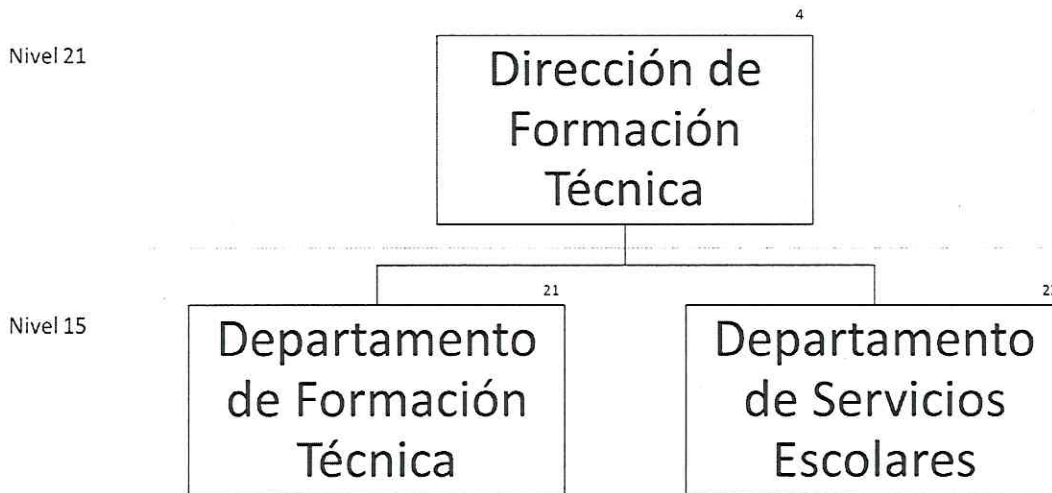 4
Nivel 21
Dirección de
Formación
Técnica
21
Nivel 15
Departamento
de Formación
Técnica
Departamento
de Servicios
Escolares